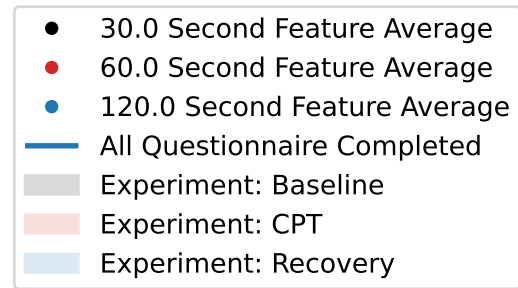 30.0 Second Feature Average
60.0 Second Feature Average
120.0 Second Feature Average
All Questionnaire Completed
Experiment: Baseline
Experiment: CPT
Experiment: Recovery